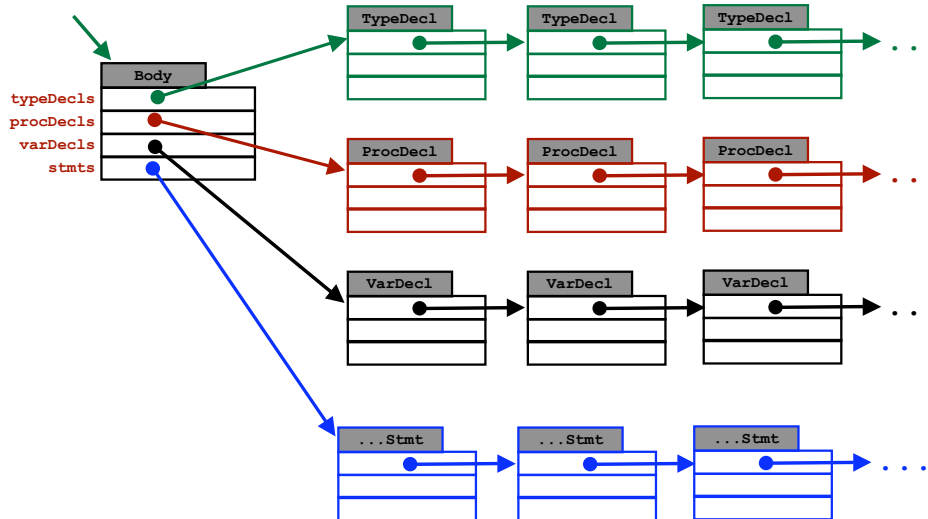 TypeDecl TypeDecl TypeDecl
. .
Body
typeDecls
procDecls
varDecls
stmts
ProcDecl ProcDecl ProcDecl
. .
VarDecl VarDecl VarDecl
. .
...Stmt ...Stmt ...Stmt
. . .